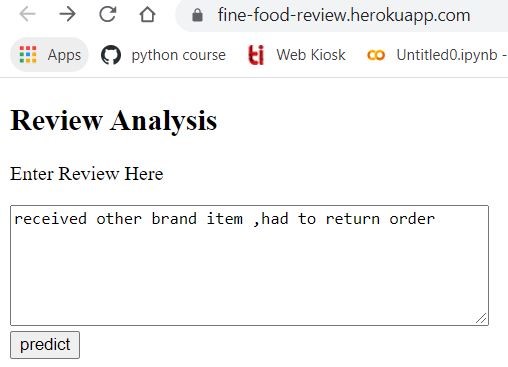 fine-food-review.herokuapp.com
Apps python course ti Web Kiosk Untitled0.ipynb -
Review Analysis
Enter Review Here
received other brand item ,had to return order
predict